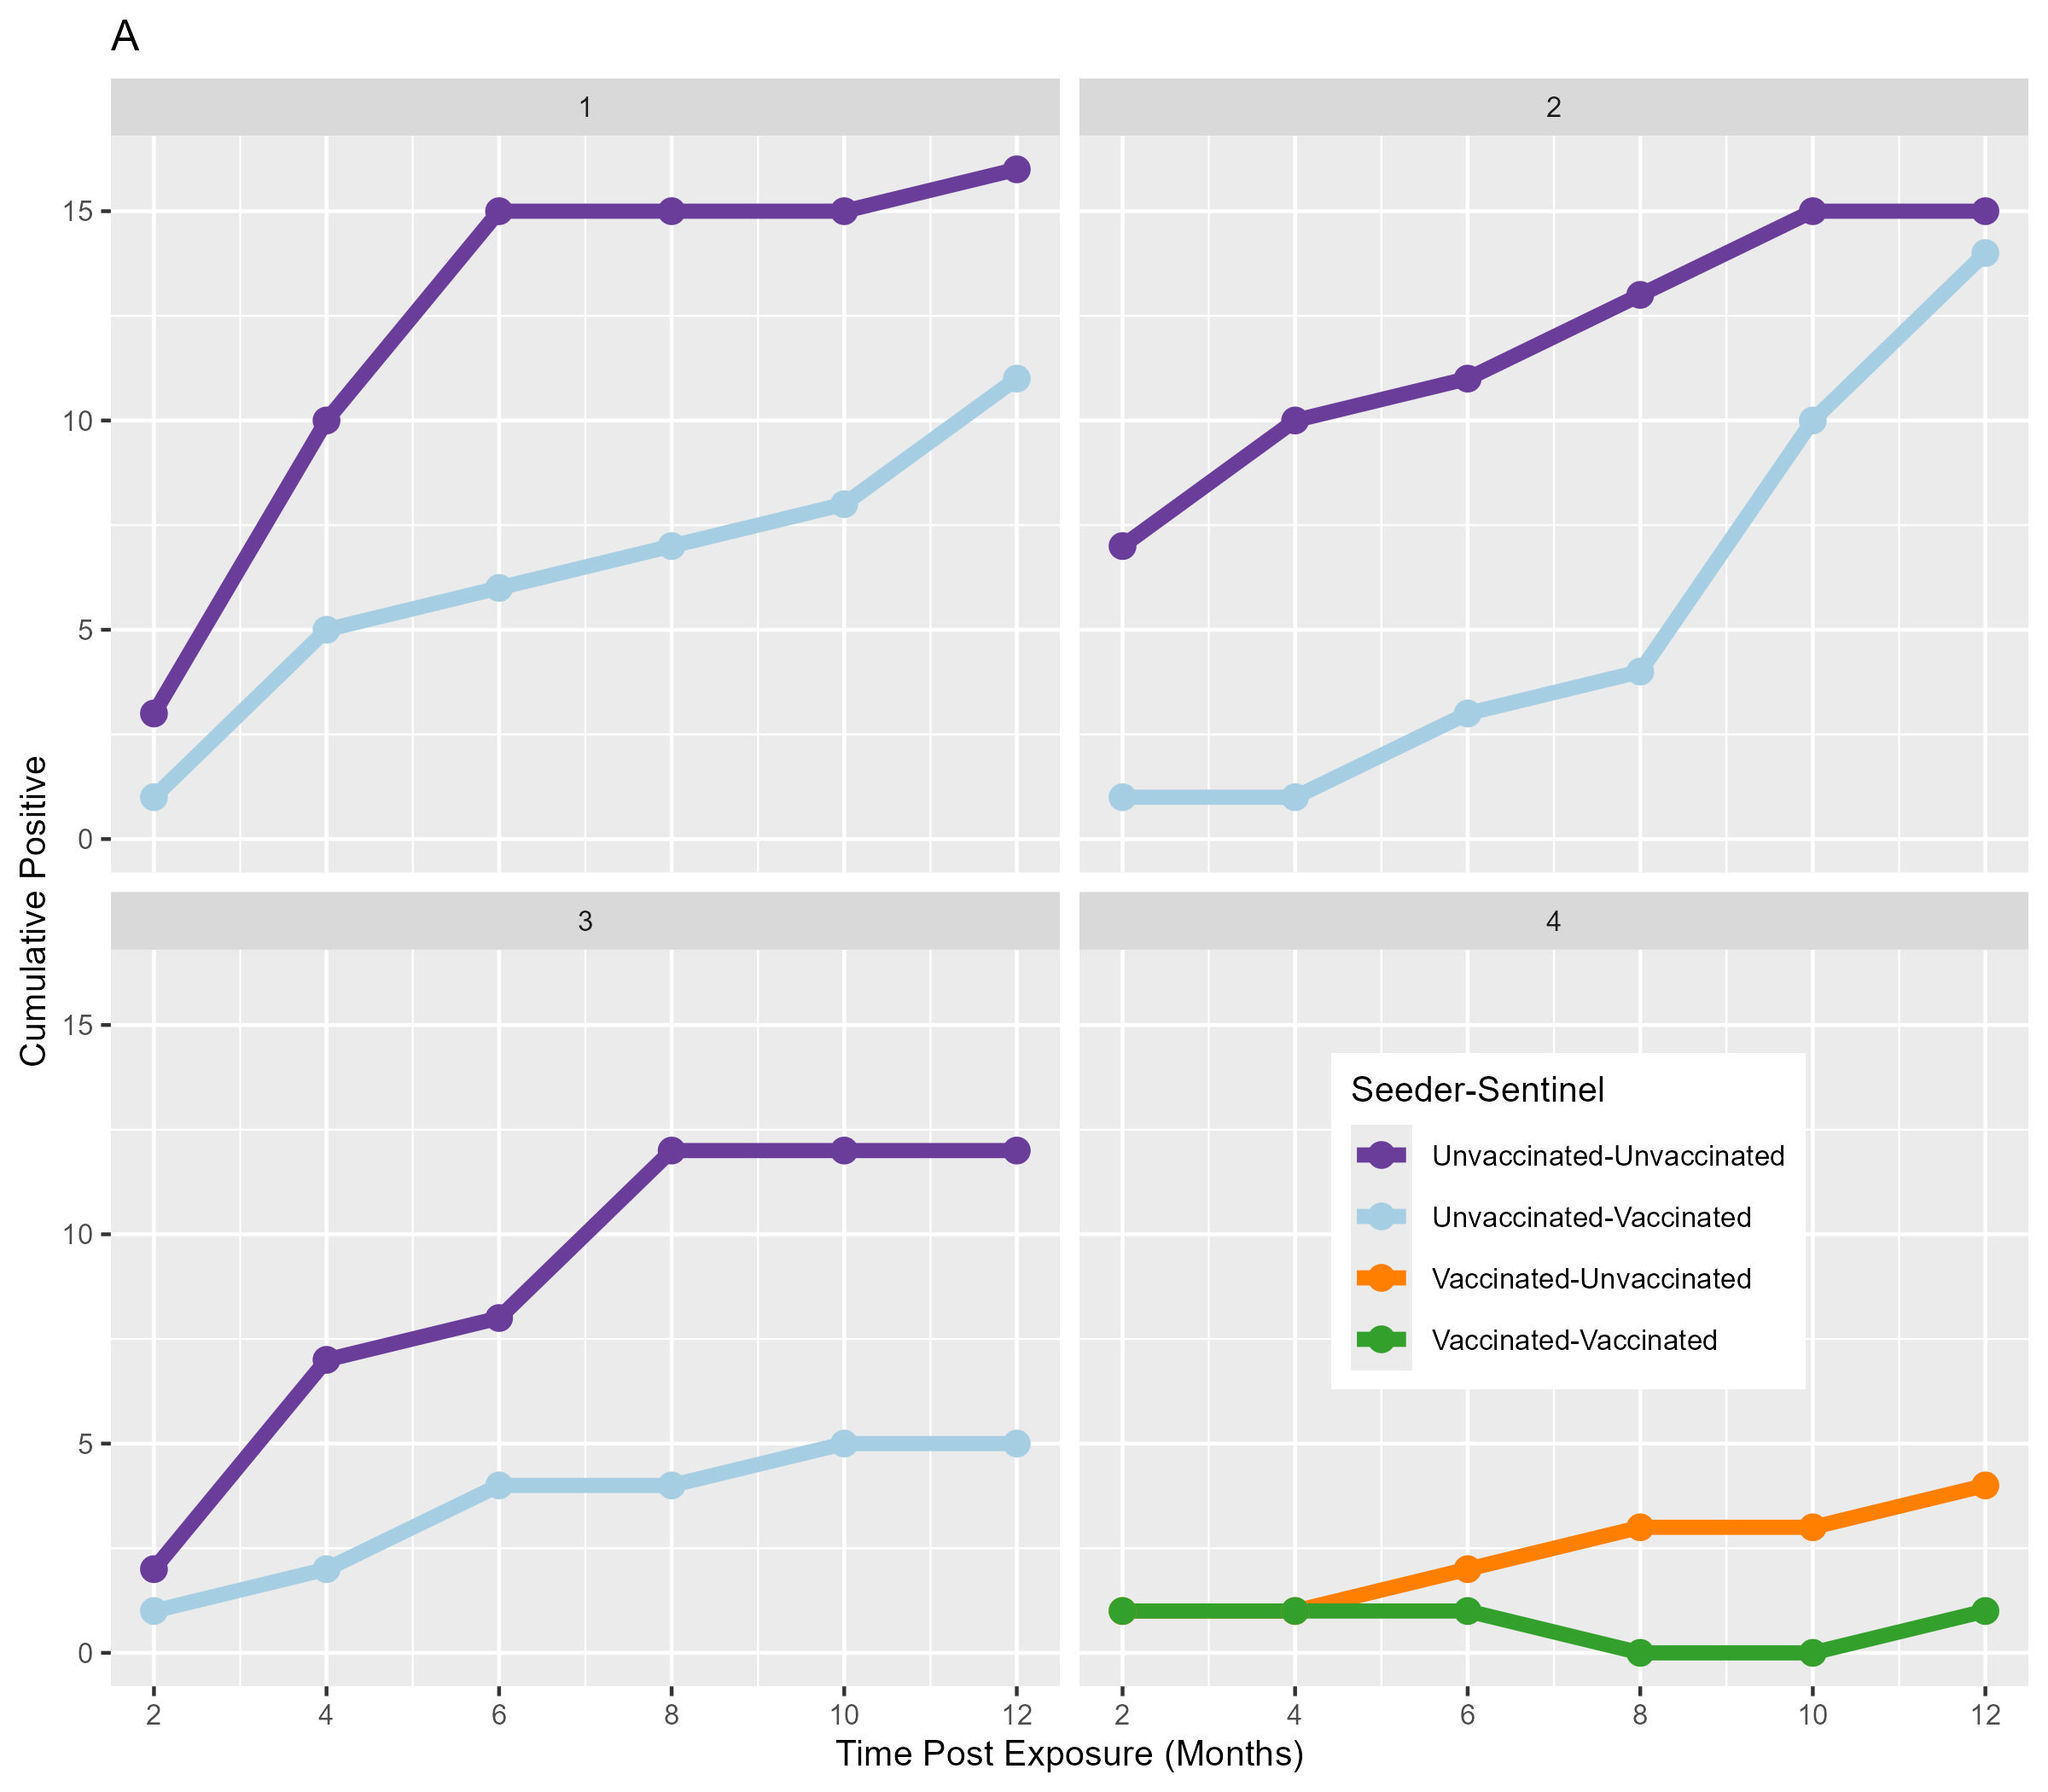 A
1
2
15
10
5
0
3
4
15
10
5
0
Cumulative Positive
Seeder-Sentinel
Unvaccinated-Unvaccinated
Unvaccinated-Vaccinated
Vaccinated-Unvaccinated
Vaccinated-Vaccinated
2 4 6 8 10 12
2 4 6 8 10 12
Time Post Exposure (Months)